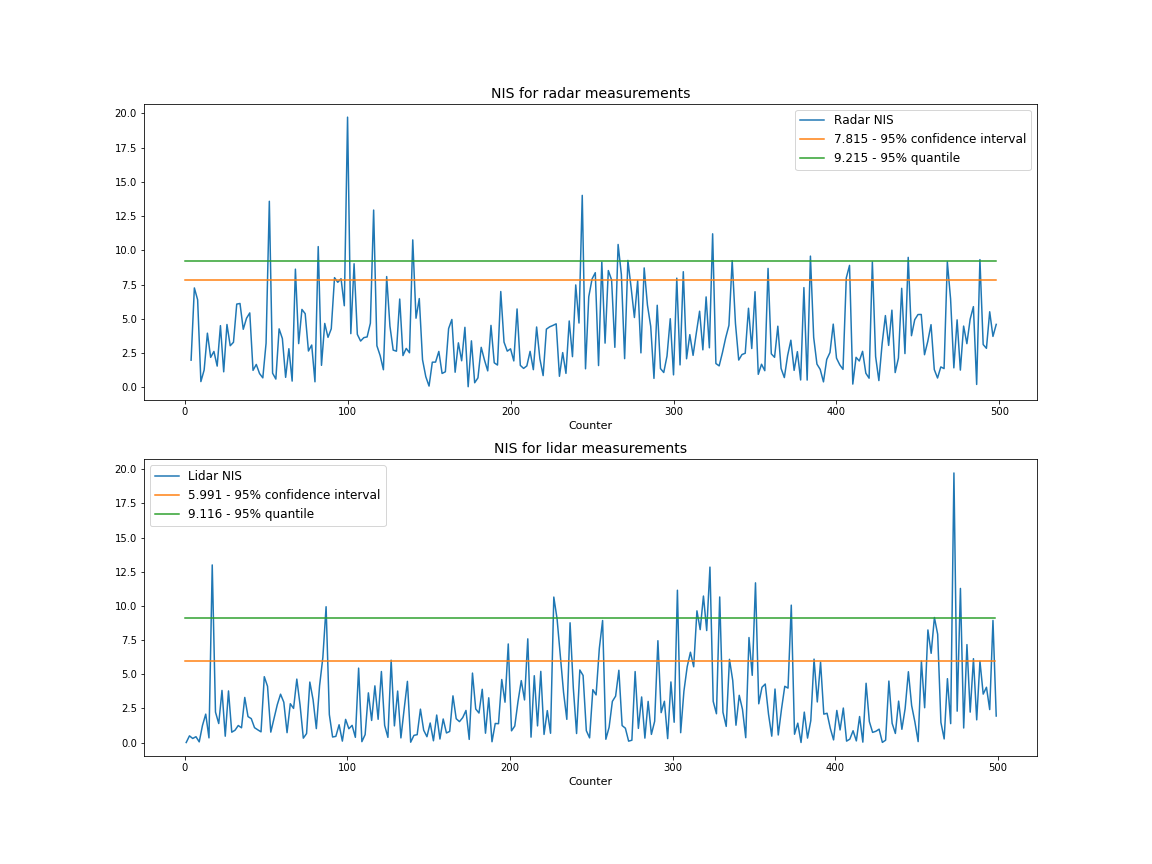 NIS for radar measurements
20.0
17.5
15.0
12.5
10.0
7.5
5.0
2.5
0.0
Radar NIS
7.815 - 95% confidence interval
9.215 - 95% quantile
0 100 200 300 400 500
Counter
NIS for lidar measurements
20.0
17.5
15.0
12.5
10.0
7.5
5.0
2.5
0.0
Lidar NIS
5.991 - 95% confidence interval
9.116 - 95% quantile
0 100 200 300 400 500
Counter